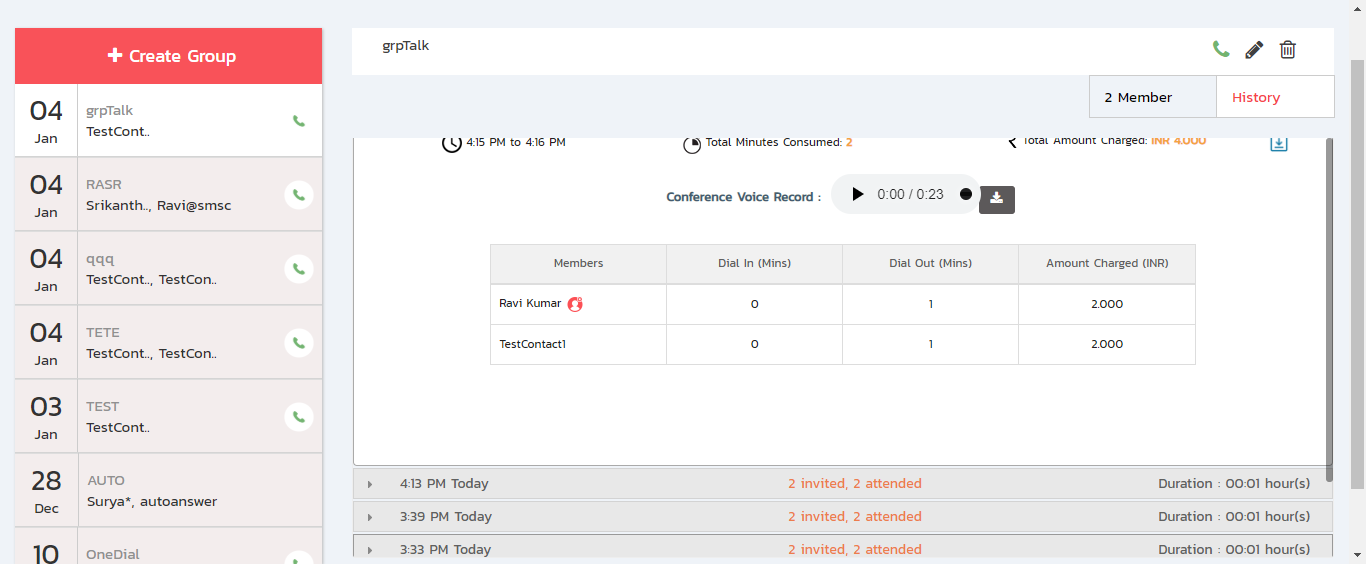 Create Group
04
Jan
grpTalk
TestCont..
04
Jan
RASR
Srikanth.., Ravi@smsc
04
Jan
qqq
TestCont.., TestCon..
04
Jan
TETE
TestCont.., TestCon..
03
Jan
TEST
TestCont..
28
Dec
AUTO
Surya*, autoanswer
10
OneDial
grpTalk
2 Member
History
4:15 PM to 4:16 PM
Total Minutes Consumed: 2
Total Amount Charged: INR 4.000
Conference Voice Record :
0:00 / 0:23
Members Dial In (Mins) Dial Out (Mins) Amount Charged (INR)
Ravi Kumar 0 1 2.000
TestContact1 0 1 2.000
4:13 PM Today 2 invited, 2 attended Duration : 00:01 hour(s)
3:39 PM Today 2 invited, 2 attended Duration : 00:01 hour(s)
3:33 PM Today 2 invited, 2 attended Duration : 00:01 hour(s)